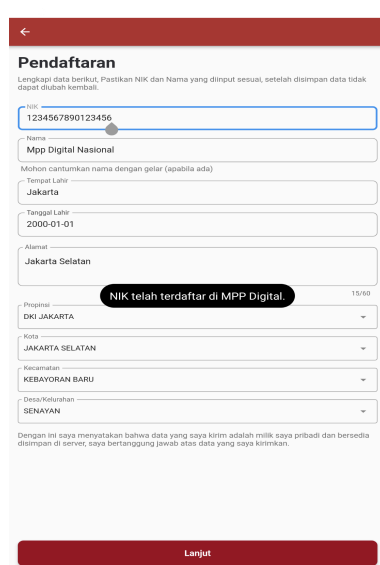 Pendaftaran
Lengkapi data berikut, Pastikan NIK dan Nama yang diinput sesuai, setelah disimpan data tidak
dapat diubah kembali.
NIK
1234567890123456
Nama
Mpp Digital Nasional
Mohon cantumkan nama dengan gelar (apabila ada)
Tempat Lahir
Jakarta
Tanggal Lahir
2000-01-01
Alamat
Jakarta Selatan
15/60
NIK telah terdaftar di MPP Digital.
Propinsi
DKI JAKARTA
Kota
JAKARTA SELATAN
Kecamatan
KEBAYORAN BARU
Desa/Kelurahan
SENAYAN
Dengan ini saya menyatakan bahwa data yang saya kirim adalah milik saya pribadi dan bersedia
disimpan di server, saya bertanggung jawab atas data yang saya kirimkan.
Lanjut